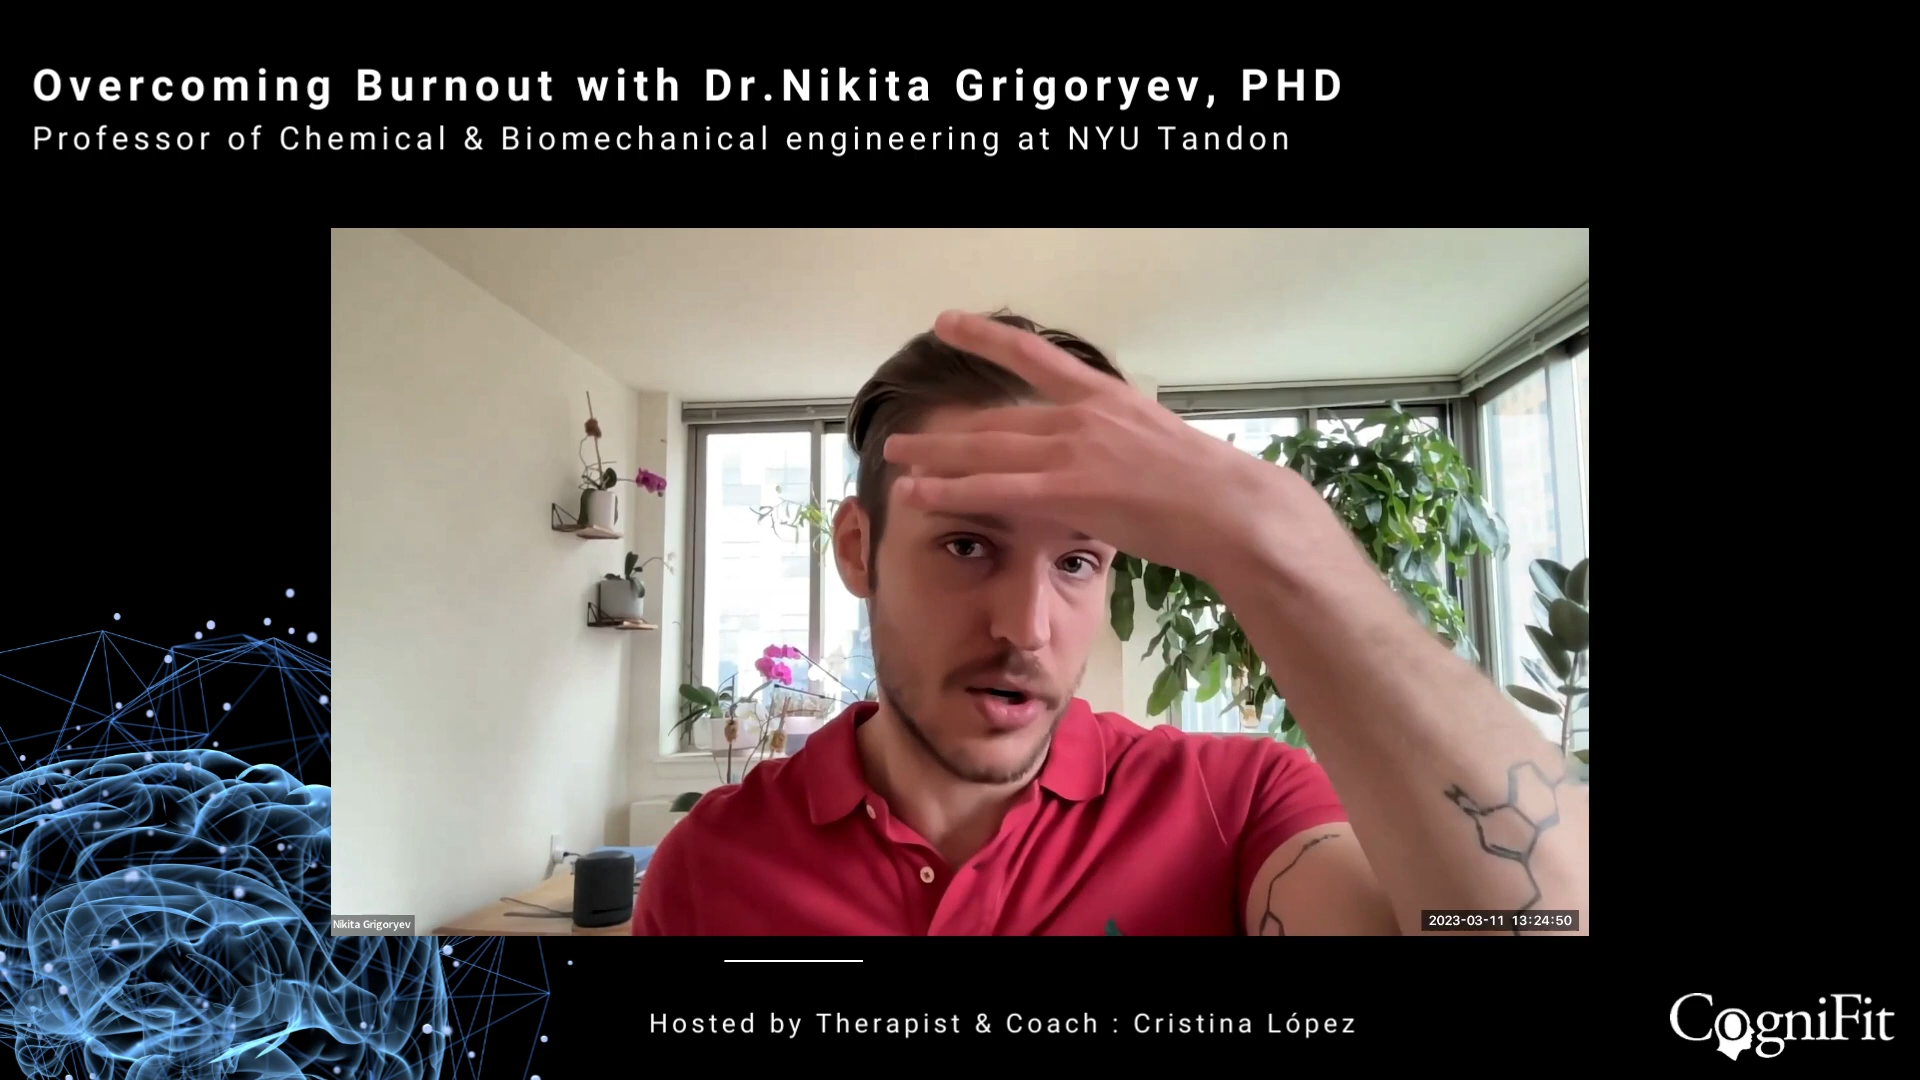 Overcoming Burnout with Dr.Nikita Grigoryev, PHD
Professor of Chemical & Biomechanical engineering at NYU Tandon
Nikita Grigoryev
2023-03-11 13:24:50
Hosted by Therapist & Coach : Cristina López
CogniFit